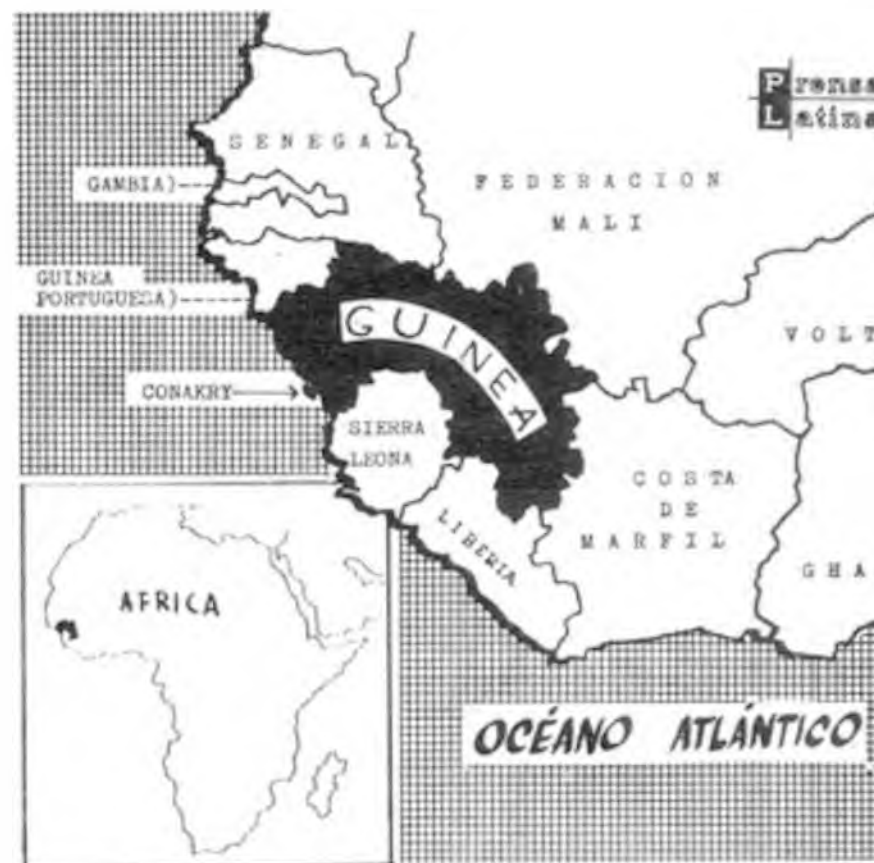 Prensa
Latina
SENEGAL
GAMBIA)
FEDERACION
MALI
GUINEA
PORTUGUESA)
GUINEA
VOLT
CONAKRY
SIERRA
LEONA
COSTA
DE
MARFIL
LIBERIA
GHA
AFRICA
OCÉANO ATLÁNTICO